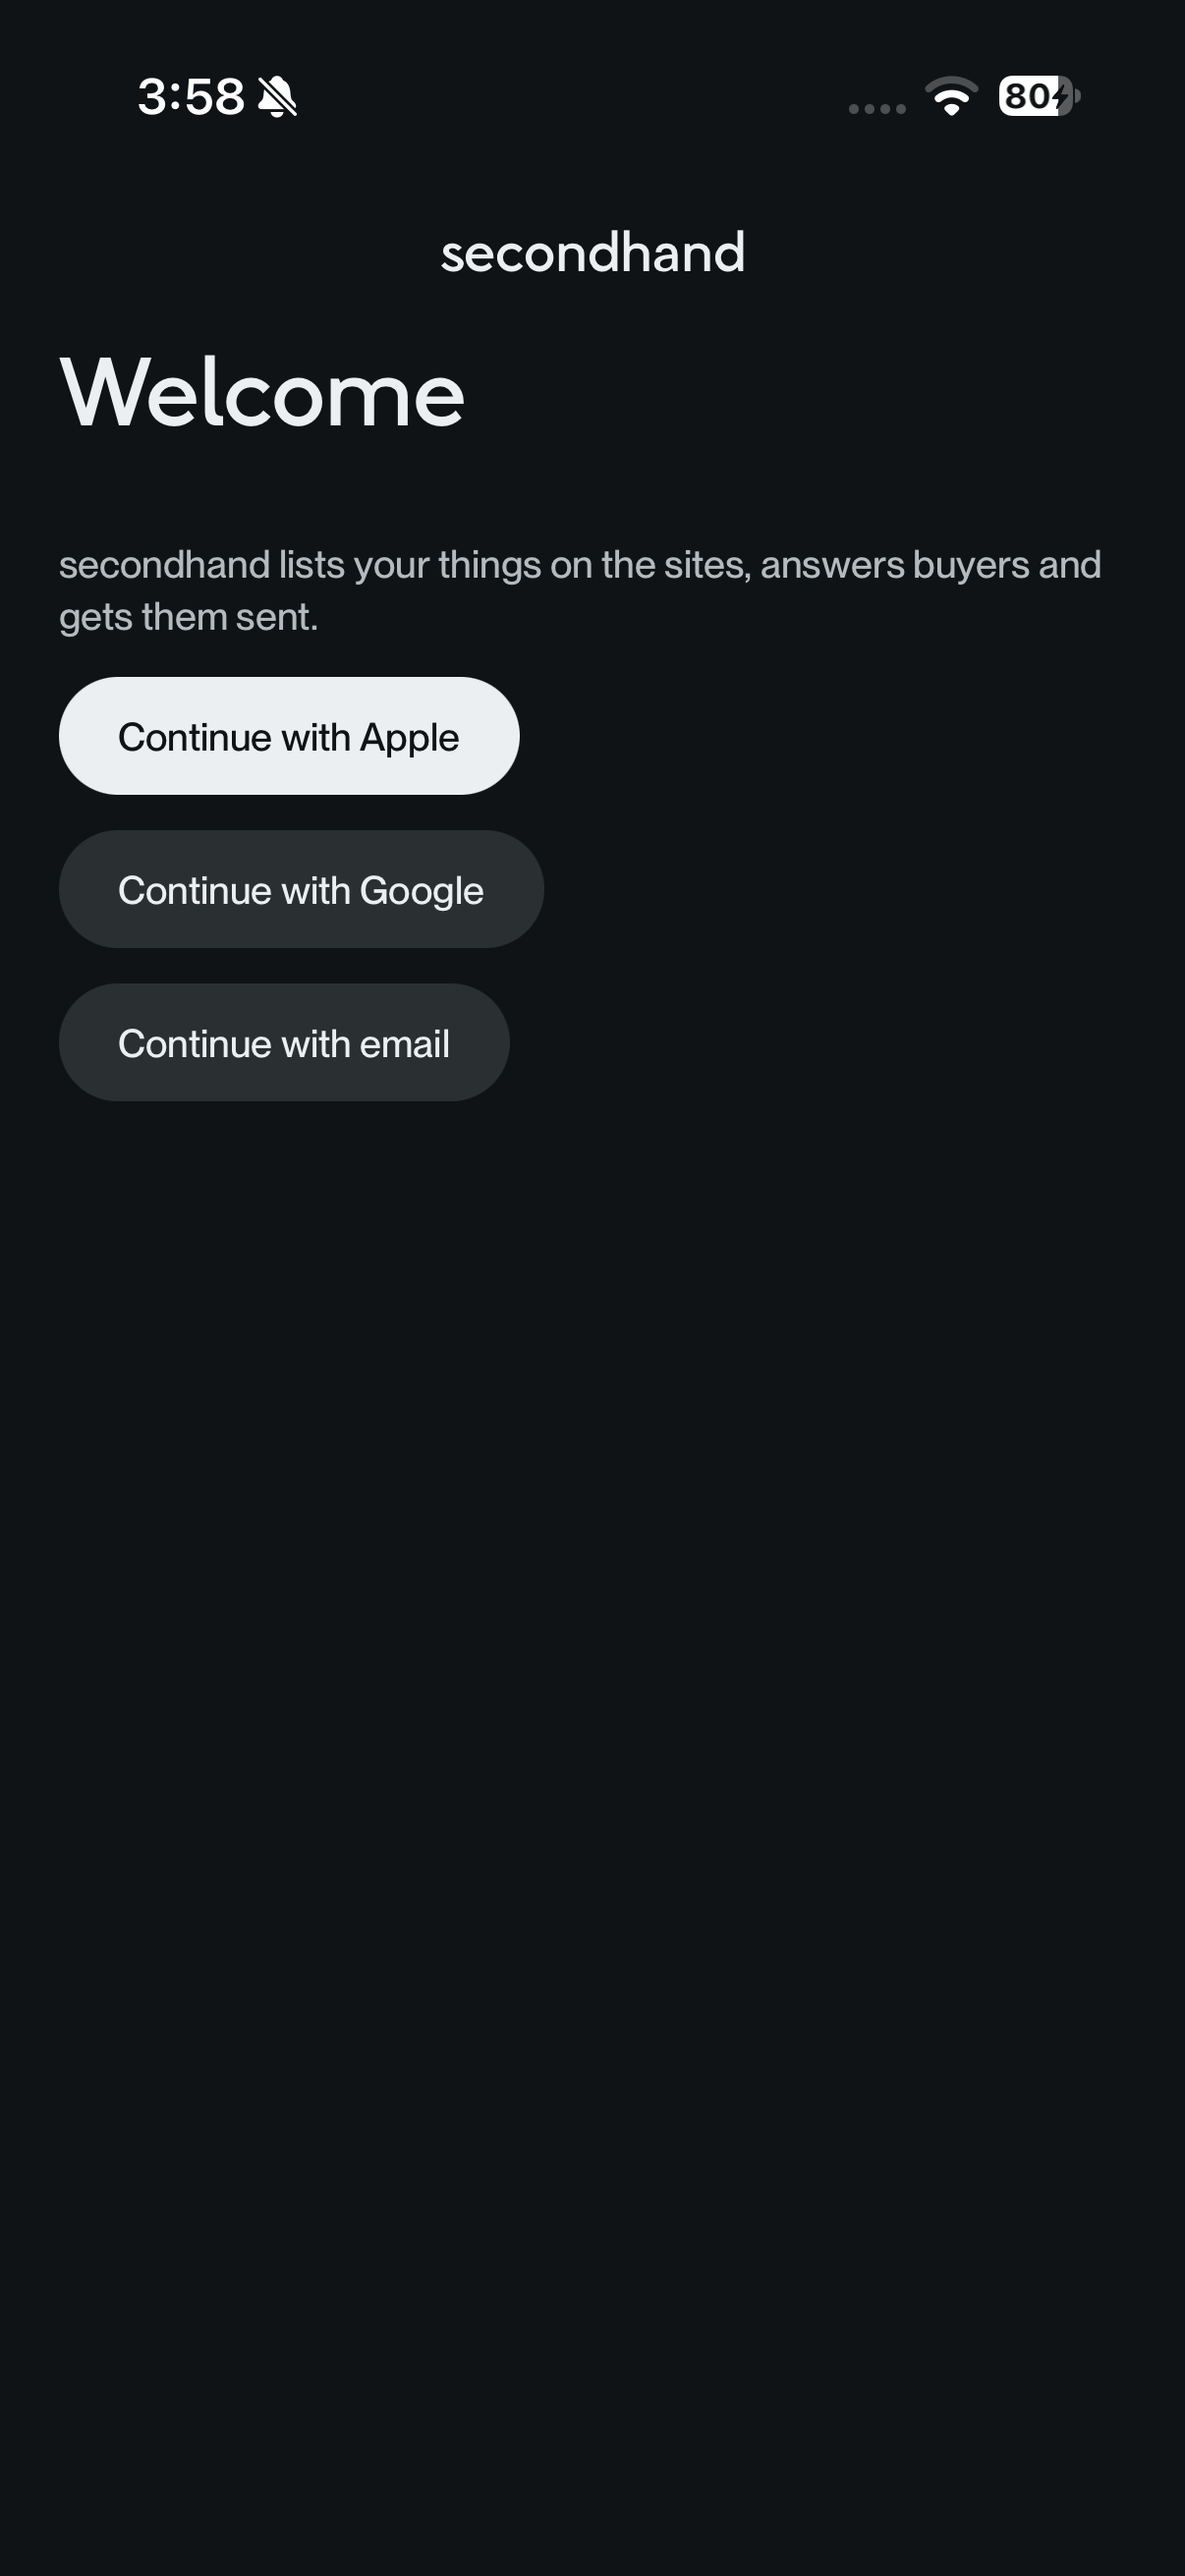 3:58
80
secondhand
Welcome
secondhand lists your things on the sites, answers buyers and
gets them sent.
Continue with Apple
Continue with Google
Continue with email